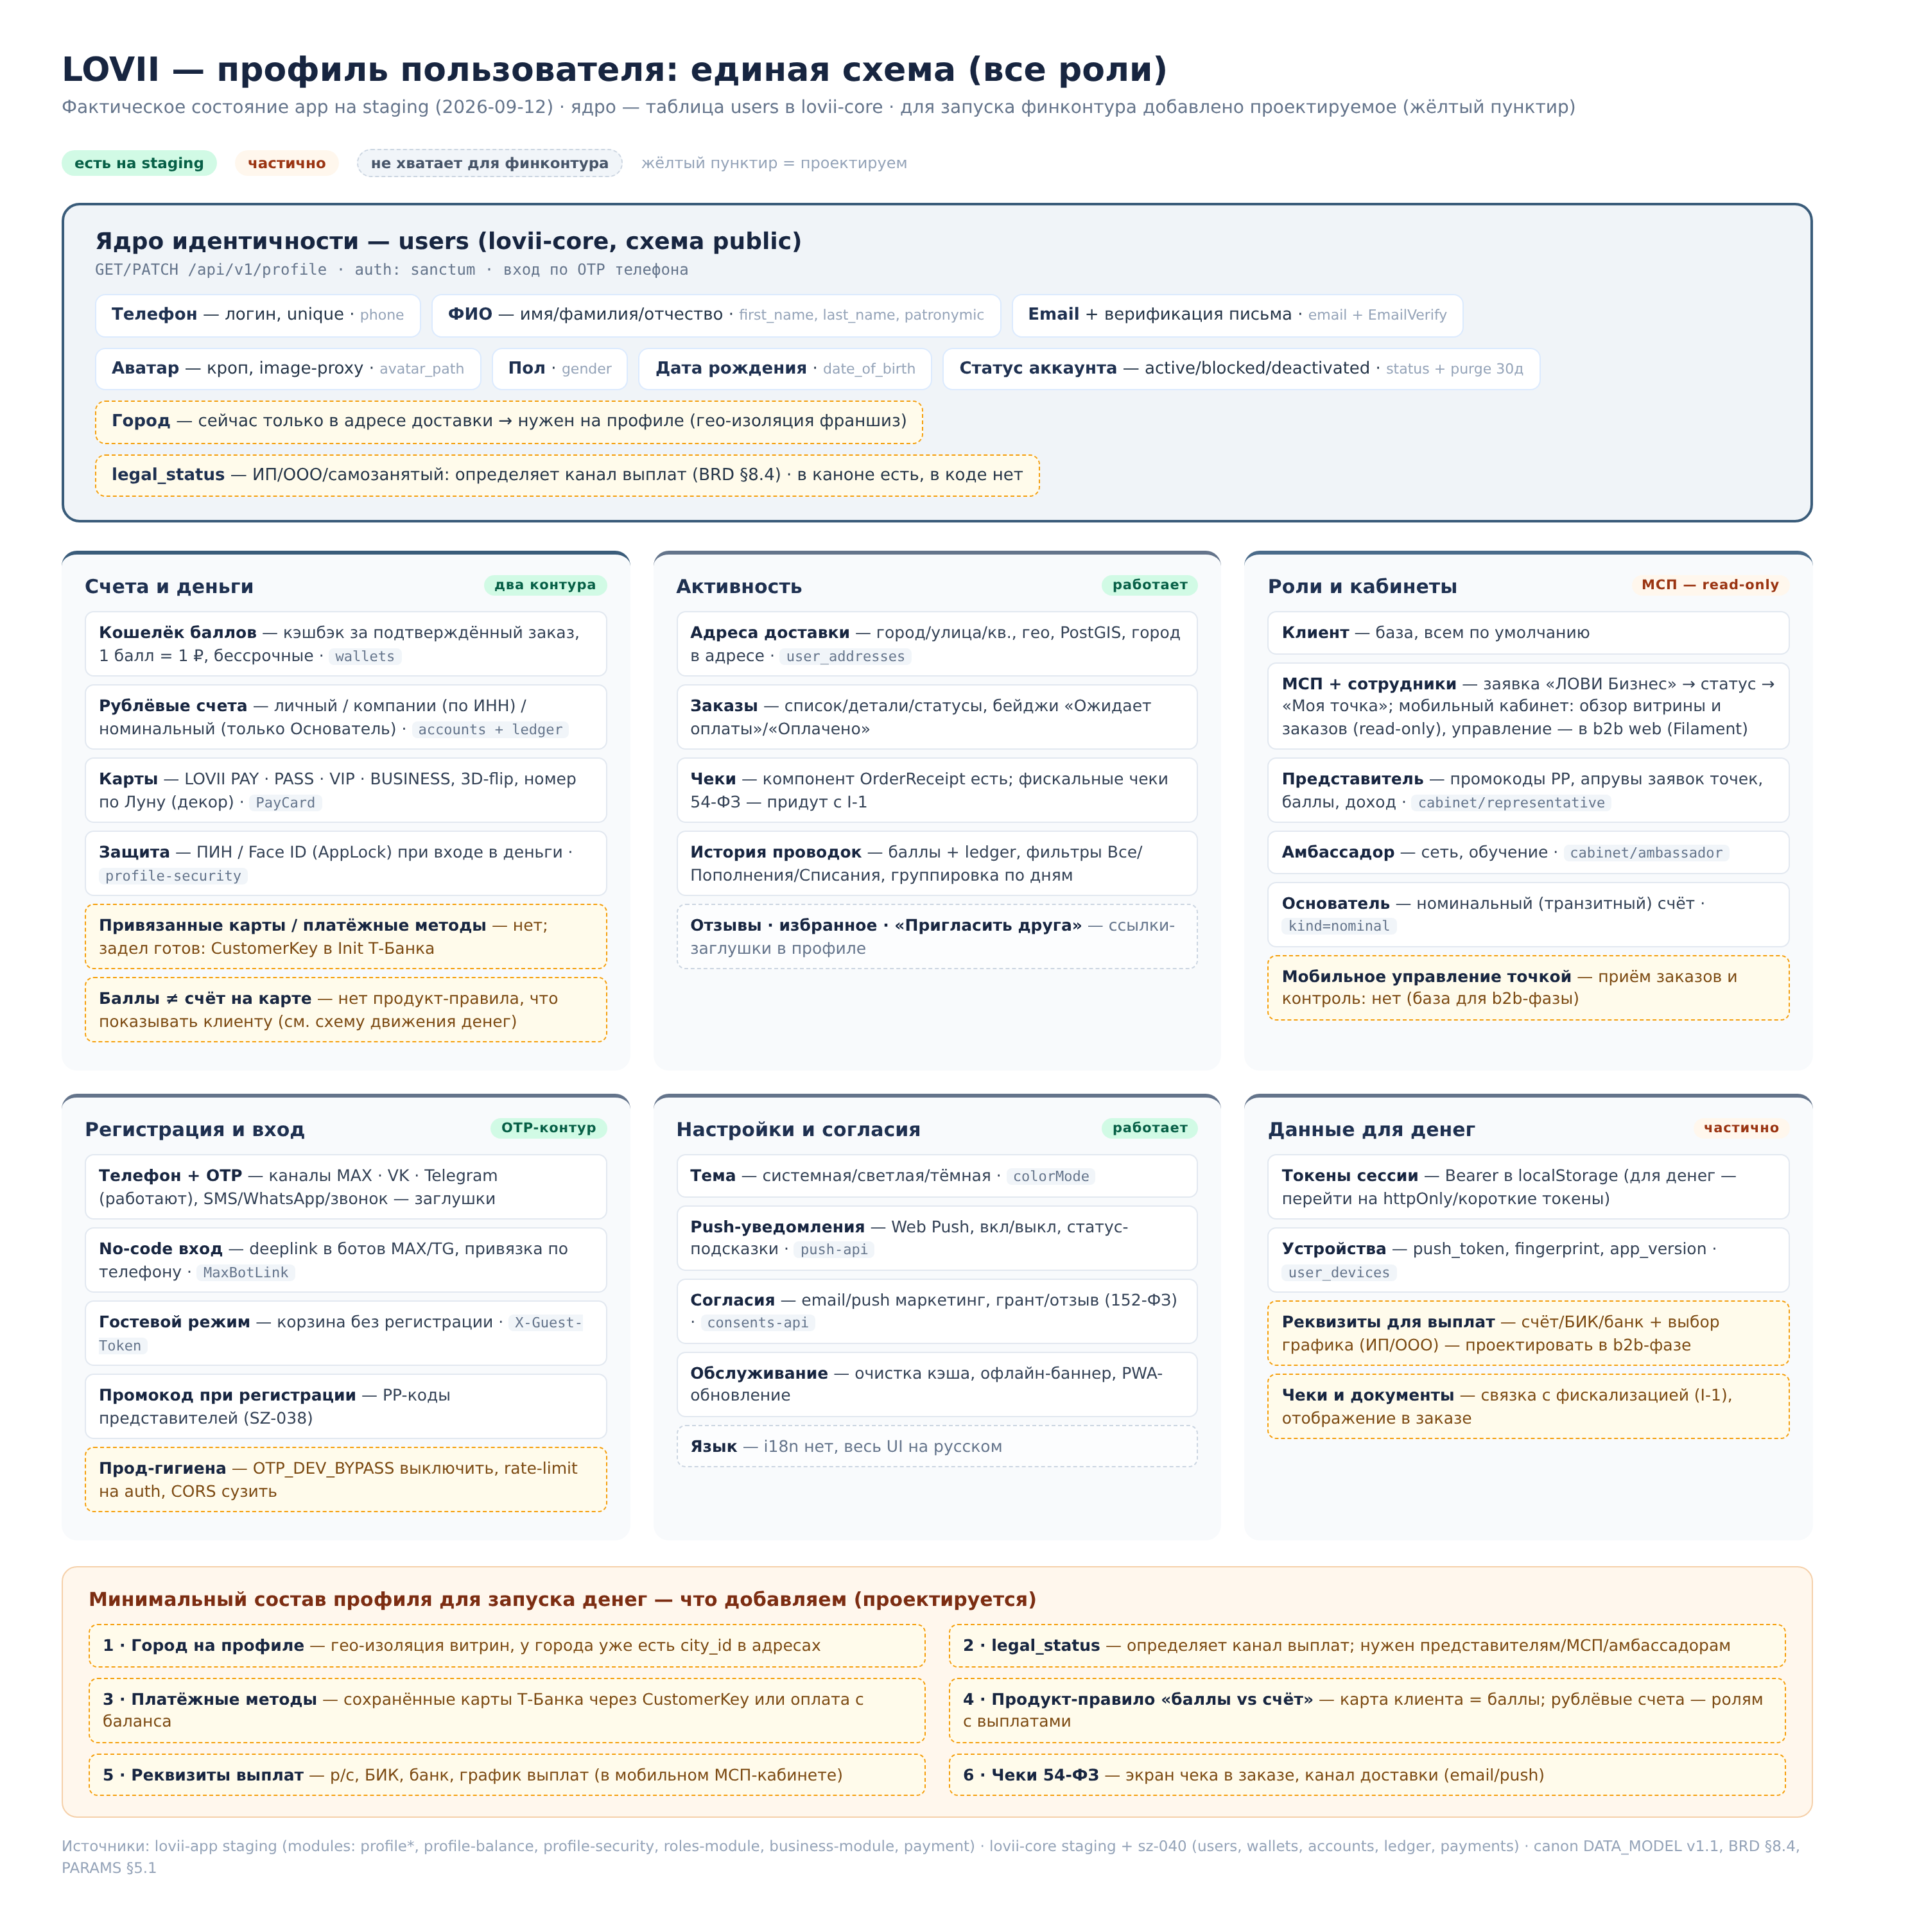 LOVII — профиль пользователя: единая схема (все роли)
Фактическое состояние app на staging (2026-09-12) · ядро — таблица users в lovii-core · для запуска финконтура добавлено проектируемое (жёлтый пунктир)
есть на staging
частично
не хватает для финконтура
жёлтый пунктир = проектируем
Ядро идентичности — users (lovii-core, схема public)
GET/PATCH /api/v1/profile · auth: sanctum · вход по OTP телефона
Телефон — логин, unique · phone
ФИО — имя/фамилия/отчество · first_name, last_name, patronymic
Email + верификация письма · email + EmailVerify
Аватар — кроп, image-proxy · avatar_path
Пол · gender
Дата рождения · date_of_birth
Статус аккаунта — active/blocked/deactivated · status + purge 30д
Город — сейчас только в адресе доставки → нужен на профиле (гео-изоляция франшиз)
legal_status — ИП/ООО/самозанятый: определяет канал выплат (BRD §8.4) · в каноне есть, в коде нет
Счета и деньги
два контура
Кошелёк баллов — кэшбэк за подтверждённый заказ,
1 балл = 1 ₽, бессрочные · wallets
Рублёвые счета — личный / компании (по ИНН) /
номинальный (только Основатель) · accounts + ledger
Карты — LOVII PAY · PASS · VIP · BUSINESS, 3D-flip, номер
по Луну (декор) · PayCard
Защита — ПИН / Face ID (AppLock) при входе в деньги ·
profile-security
Привязанные карты / платёжные методы — нет;
задел готов: CustomerKey в Init Т-Банка
Баллы ≠ счёт на карте — нет продукт-правила, что
показывать клиенту (см. схему движения денег)
Активность
работает
Адреса доставки — город/улица/кв., гео, PostGIS, город
в адресе · user_addresses
Заказы — список/детали/статусы, бейджи «Ожидает
оплаты»/«Оплачено»
Чеки — компонент OrderReceipt есть; фискальные чеки
54-ФЗ — придут с I-1
История проводок — баллы + ledger, фильтры Все/
Пополнения/Списания, группировка по дням
Отзывы · избранное · «Пригласить друга» — ссылки-
заглушки в профиле
Роли и кабинеты
МСП — read-only
Клиент — база, всем по умолчанию
МСП + сотрудники — заявка «ЛОВИ Бизнес» → статус →
«Моя точка»; мобильный кабинет: обзор витрины и
заказов (read-only), управление — в b2b web (Filament)
Представитель — промокоды PP, апрувы заявок точек,
баллы, доход · cabinet/representative
Амбассадор — сеть, обучение · cabinet/ambassador
Основатель — номинальный (транзитный) счёт ·
kind=nominal
Мобильное управление точкой — приём заказов и
контроль: нет (база для b2b-фазы)
Регистрация и вход
OTP-контур
Телефон + OTP — каналы MAX · VK · Telegram
(работают), SMS/WhatsApp/звонок — заглушки
No-code вход — deeplink в ботов MAX/TG, привязка по
телефону · MaxBotLink
Гостевой режим — корзина без регистрации · X-Guest-
Token
Промокод при регистрации — PP-коды
представителей (SZ-038)
Прод-гигиена — OTP_DEV_BYPASS выключить, rate-limit
на auth, CORS сузить
Настройки и согласия
работает
Тема — системная/светлая/тёмная · colorMode
Push-уведомления — Web Push, вкл/выкл, статус-
подсказки · push-api
Согласия — email/push маркетинг, грант/отзыв (152-ФЗ)
· consents-api
Обслуживание — очистка кэша, офлайн-баннер, PWA-
обновление
Язык — i18n нет, весь UI на русском
Данные для денег
частично
Токены сессии — Bearer в localStorage (для денег —
перейти на httpOnly/короткие токены)
Устройства — push_token, fingerprint, app_version ·
user_devices
Реквизиты для выплат — счёт/БИК/банк + выбор
графика (ИП/ООО) — проектировать в b2b-фазе
Чеки и документы — связка с фискализацией (I-1),
отображение в заказе
Минимальный состав профиля для запуска денег — что добавляем (проектируется)
1 · Город на профиле — гео-изоляция витрин, у города уже есть city_id в адресах
2 · legal_status — определяет канал выплат; нужен представителям/МСП/амбассадорам
3 · Платёжные методы — сохранённые карты Т-Банка через CustomerKey или оплата с
баланса
4 · Продукт-правило «баллы vs счёт» — карта клиента = баллы; рублёвые счета — ролям
с выплатами
5 · Реквизиты выплат — р/с, БИК, банк, график выплат (в мобильном МСП-кабинете)
6 · Чеки 54-ФЗ — экран чека в заказе, канал доставки (email/push)
Источники: lovii-app staging (modules: profile*, profile-balance, profile-security, roles-module, business-module, payment) · lovii-core staging + sz-040 (users, wallets, accounts, ledger, payments) · canon DATA_MODEL v1.1, BRD §8.4,
PARAMS §5.1